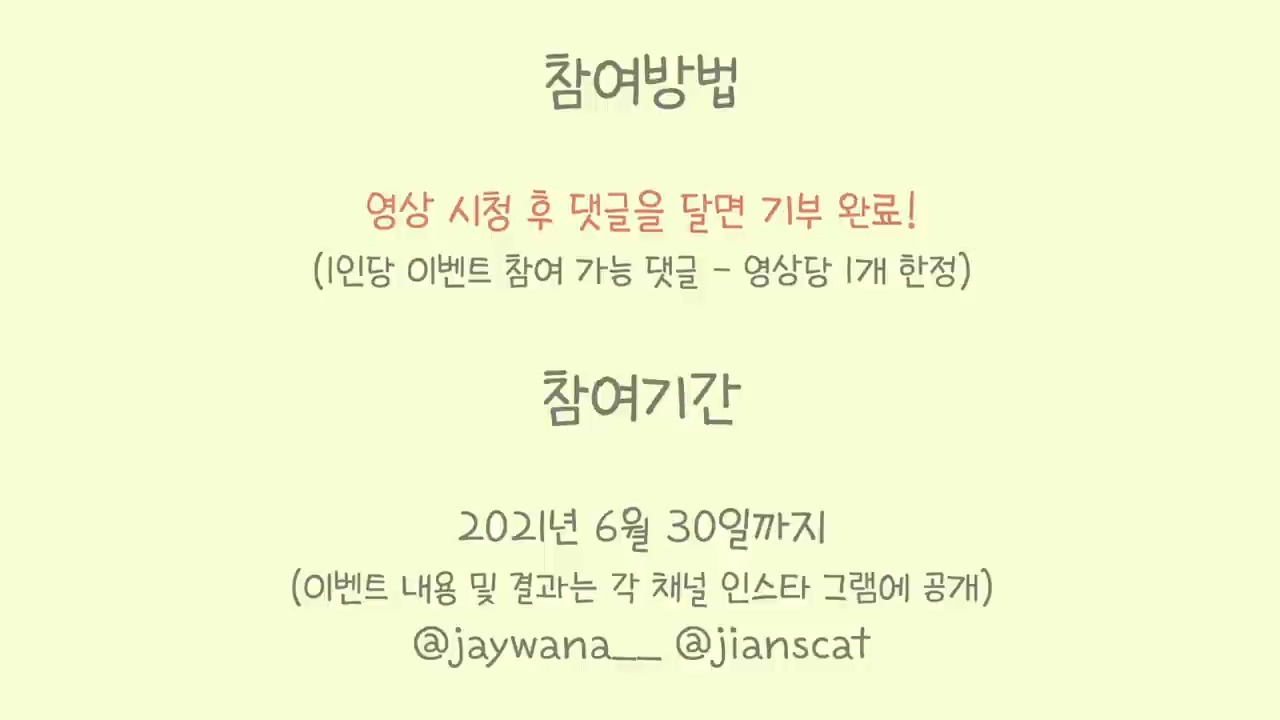 참여방법
영상 시청 후 댓글을 달면 기부 완료!
(1인당 이벤트 참여 가능 댓글 - 영상당 1개 한정)
참여기간
2021년 6월 30일까지
(이벤트 내용 및 결과는 각 채널 인스타 그램에 공개)
@jaywana__ @jianscat